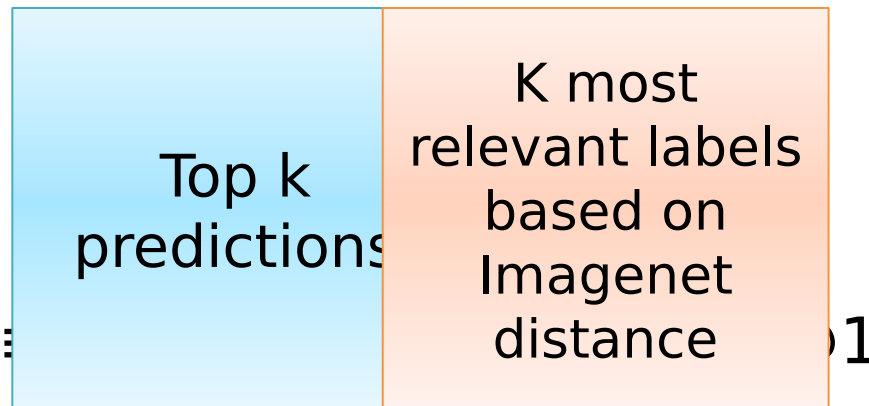 Top k
predictions
K most
relevant labels
based on
Imagenet
distance